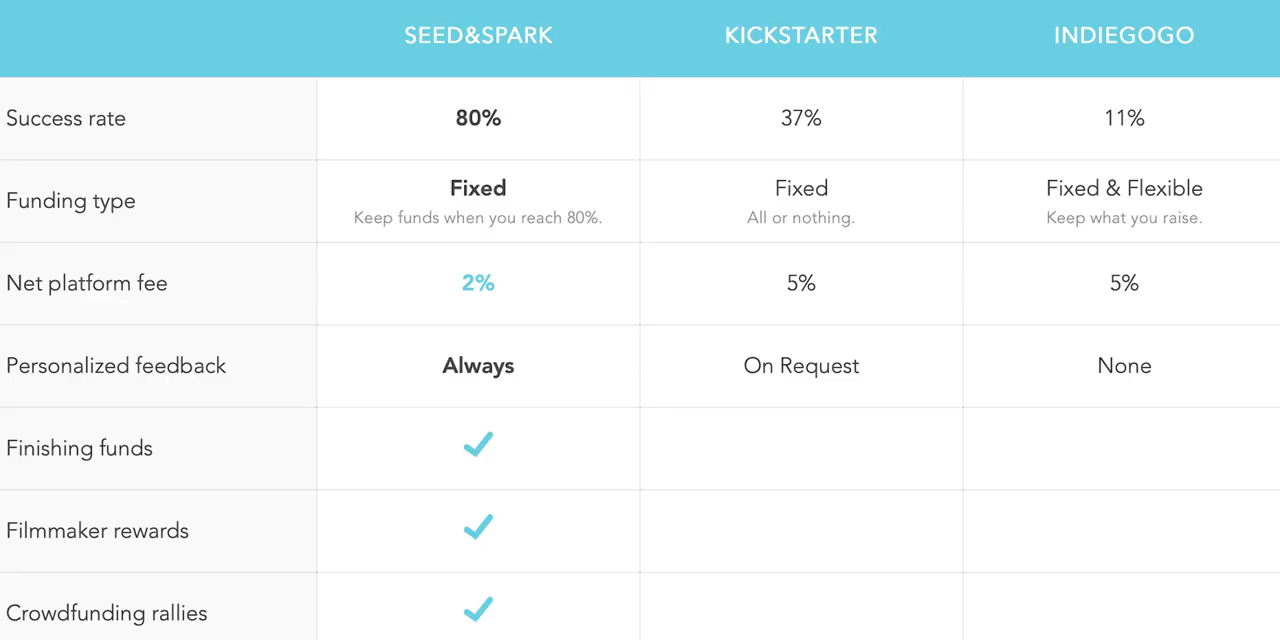 SEED&SPARK KICKSTARTER INDIEGOGO
Success rate 80% 37% 11%
Funding type Fixed Fixed Fixed & Flexible
Keep funds when you reach 80%. All or nothing. Keep what you raise.
Net platform fee 2% 5% 5%
Personalized feedback Always On Request None
Finishing funds
Filmmaker rewards
Crowdfunding rallies